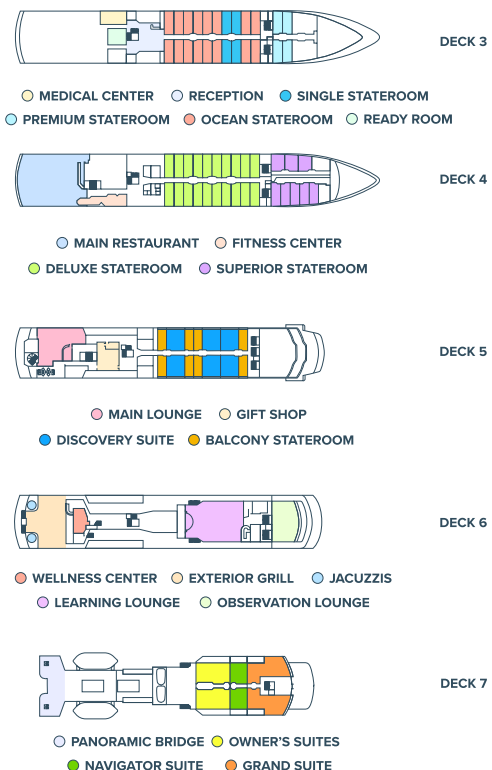 DECK 3
MEDICAL CENTER RECEPTION SINGLE STATEROOM
PREMIUM STATEROOM OCEAN STATEROOM READY ROOM
DECK 4
MAIN RESTAURANT FITNESS CENTER
DELUXE STATEROOM SUPERIOR STATEROOM
DECK 5
MAIN LOUNGE GIFT SHOP
DISCOVERY SUITE BALCONY STATEROOM
DECK 6
WELLNESS CENTER EXTERIOR GRILL JACUZZIS
LEARNING LOUNGE OBSERVATION LOUNGE
DECK 7
PANORAMIC BRIDGE OWNER'S SUITES
NAVIGATOR SUITE GRAND SUITE